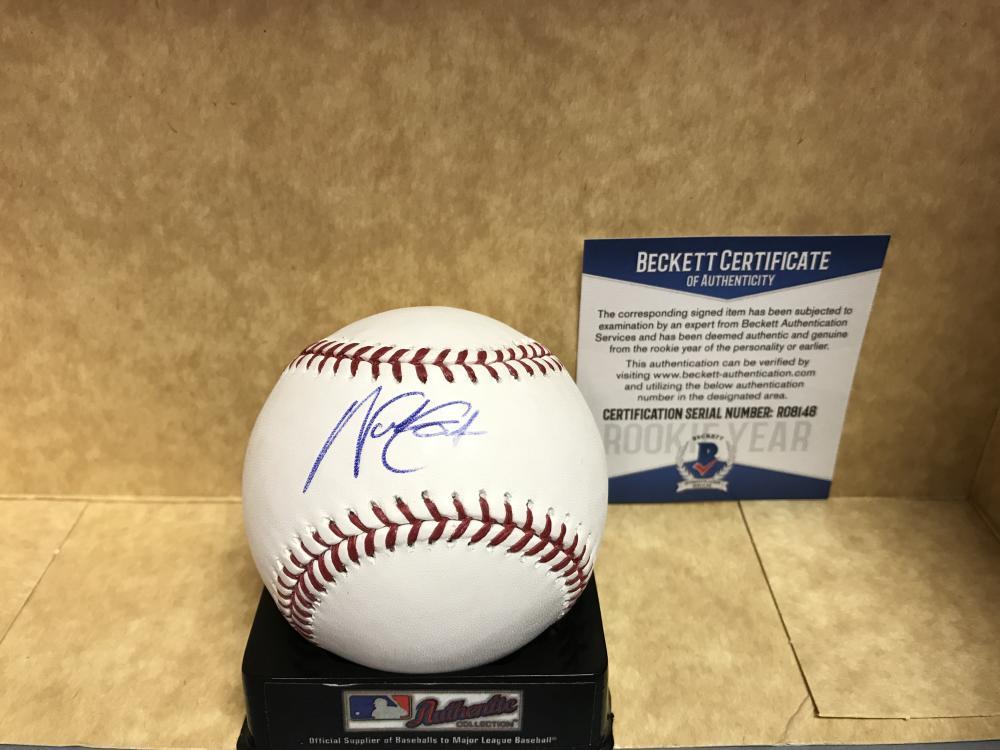 BECKETT CERTIFICATE
OF AUTHENTICITY
The corresponding signed item has been subjected to
examination by an expert from Beckett Authentication
Services and has been deemed authentic and genuine
from the rookie year of the personality or earlier.
This authentication can be verified by
visiting www.beckett-authentication.com
and utilizing the below authentication
number in the designated area.
CERTIFICATION SERIAL NUMBER: R08148
ROOKIE YEAR
BECKETT
B
Authentic
COLLECTION™
Official Supplier of Baseballs to Major League Baseball®